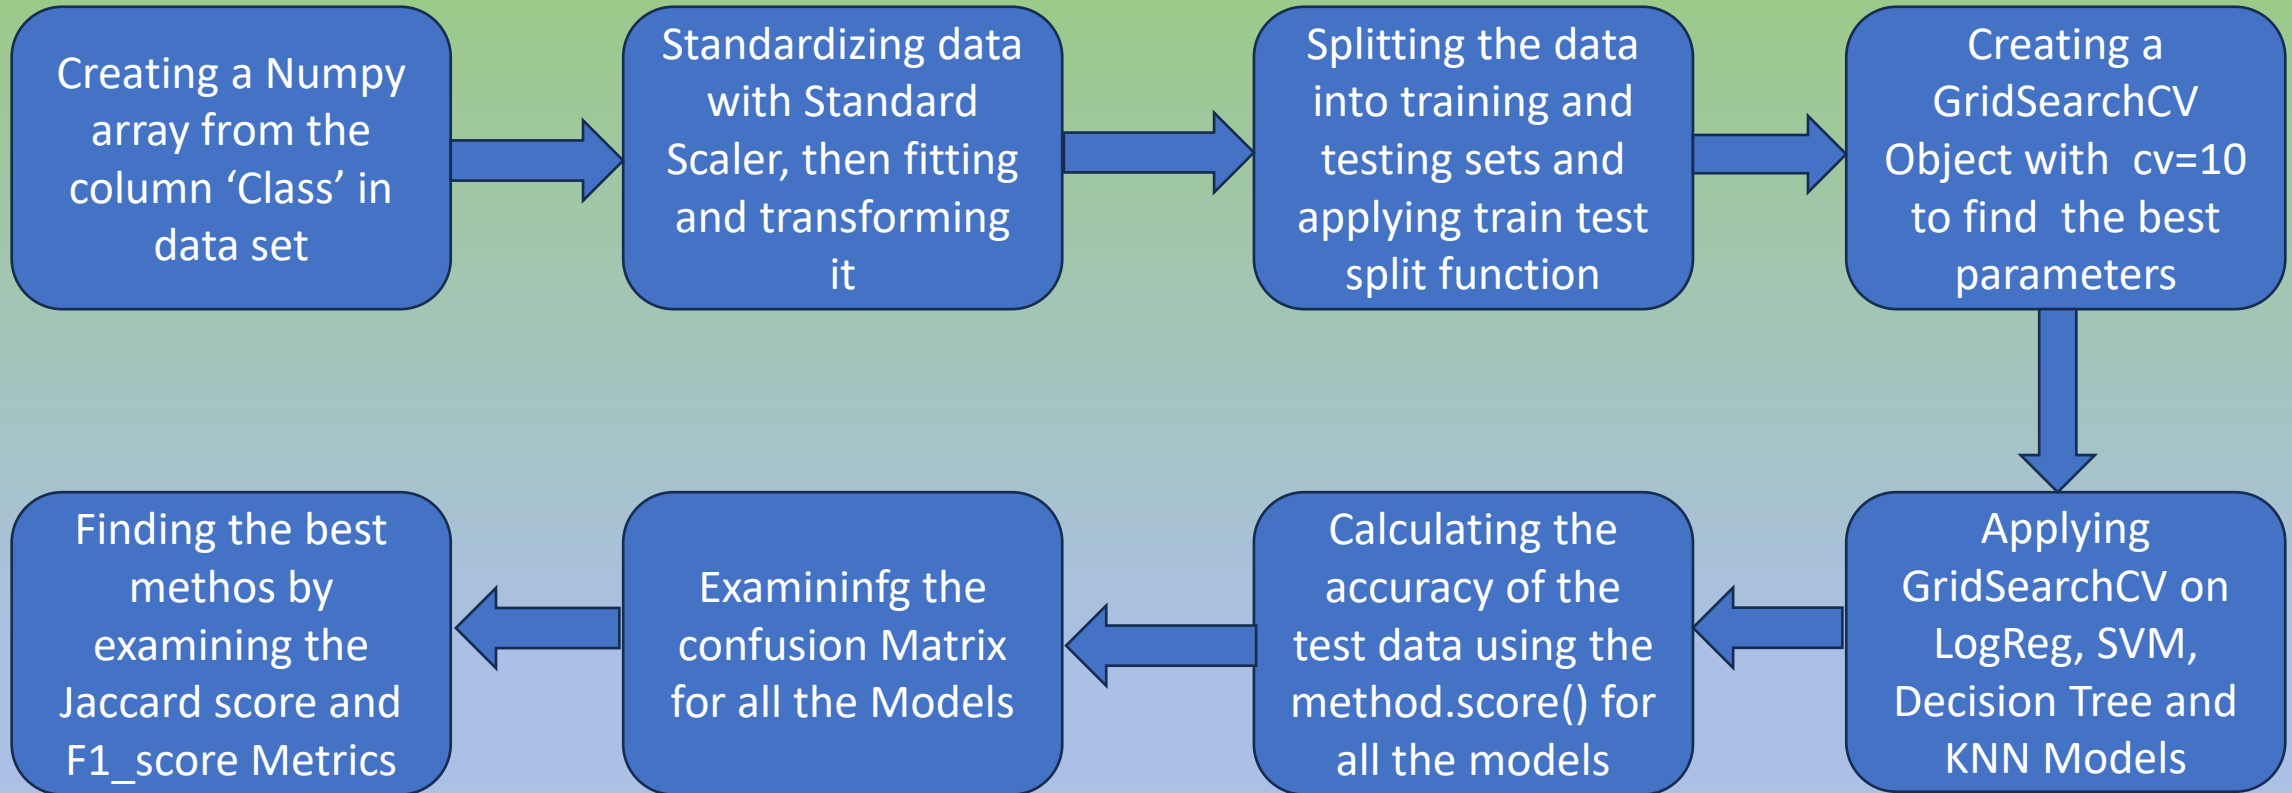 Creating a Numpy
array from the
column ‘Class’ in
data set
Standardizing data
with Standard
Scaler, then fitting
and transforming
it
Splitting the data
into training and
testing sets and
applying train test
split function
Creating a
GridSearchCV
Object with  cv=10
to find  the best
parameters
Applying
GridSearchCV on
LogReg, SVM,
Decision Tree and
KNN Models
Calculating the
accuracy of the
test data using the
method.score() for
all the models
Examininfg the
confusion Matrix
for all the Models
Finding the best
methos by
examining the
Jaccard score and
F1_score Metrics